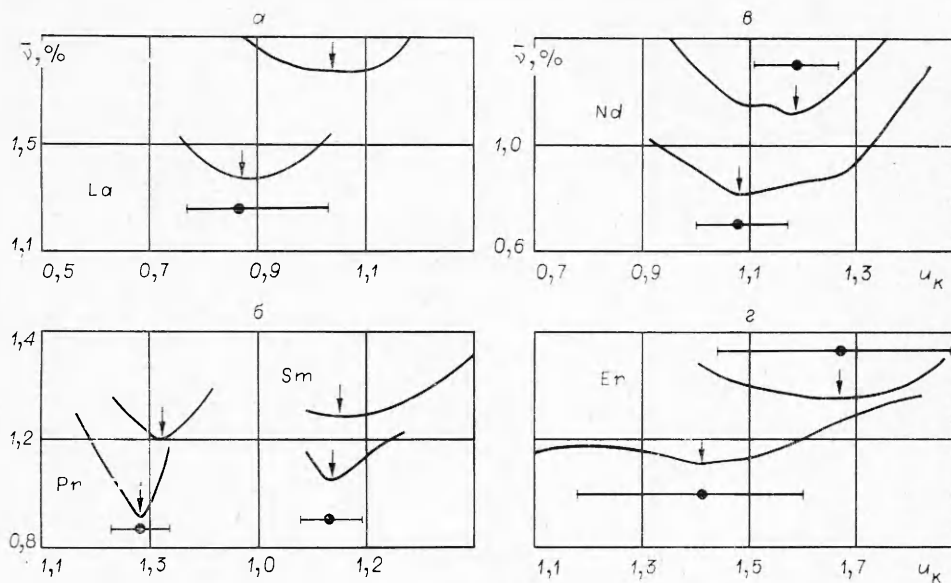 а
в
ν̄,%
ν̄,%
Nd
1,5
1,0
La
1,1
0,6
0,5 0,7 0,9 1,1
0,7 0,9 1,1 1,3 u_к
б
г
1,4
Sm
Er
1,2
Pr
0,8
1,1 1,3 1,0 1,2
1,1 1,3 1,5 1,7 u_к